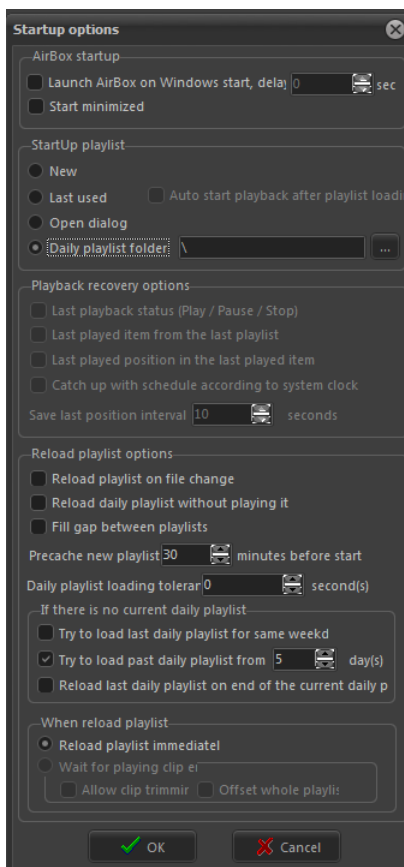 Startup options
AirBox startup
Launch AirBox on Windows start, delay 0 sec
Start minimized
StartUp playlist
New
Last used Auto start playback after playlist loadi
Open dialog
Daily playlist folder \ ...
Playback recovery options
Last playback status (Play / Pause / Stop)
Last played item from the last playlist
Last played position in the last played item
Catch up with schedule according to system clock
Save last position interval 10 seconds
Reload playlist options
Reload playlist on file change
Reload daily playlist without playing it
Fill gap between playlists
Precache new playlist 30 minutes before start
Daily playlist loading toleran 0 second(s)
If there is no current daily playlist
Try to load last daily playlist for same weekd
Try to load past daily playlist from 5 day(s)
Reload last daily playlist on end of the current daily p
When reload playlist
Reload playlist immediatel
Wait for playing clip er
Allow clip trimmir Offset whole playlis
OK Cancel